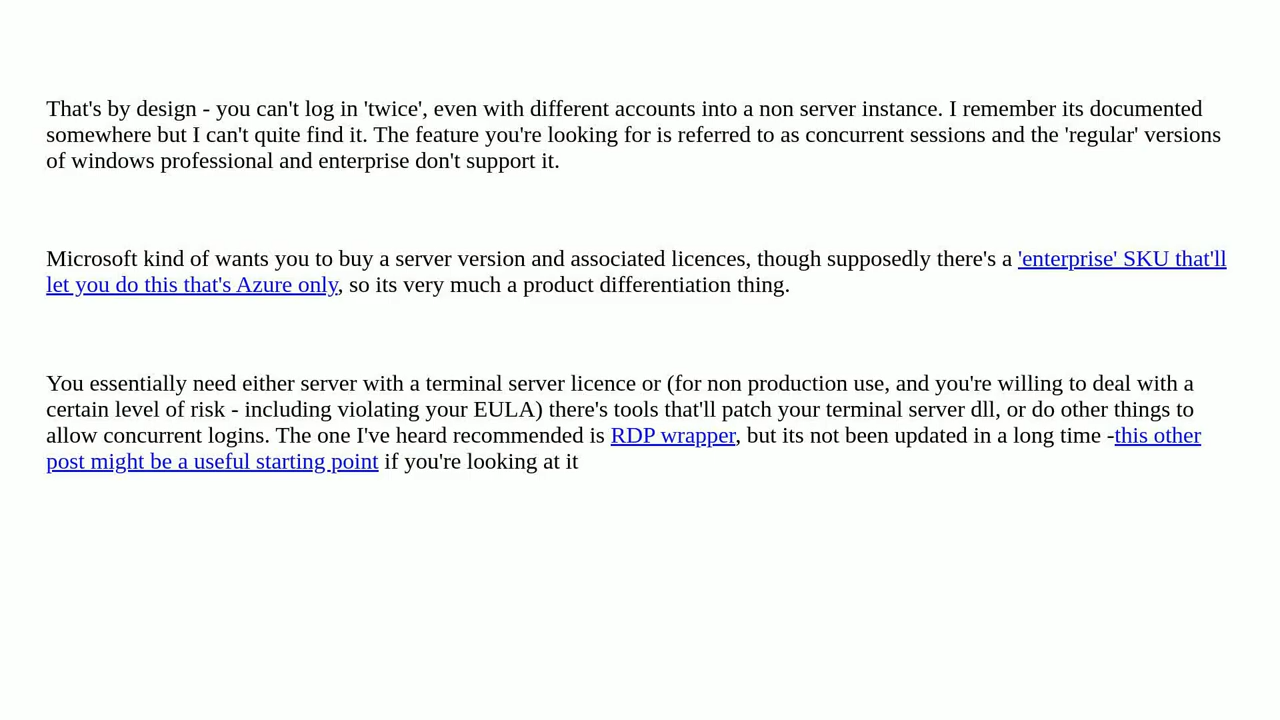 That's by design - you can't log in 'twice', even with different accounts into a non server instance. I remember its documented
somewhere but I can't quite find it. The feature you're looking for is referred to as concurrent sessions and the 'regular' versions
of windows professional and enterprise don't support it.
Microsoft kind of wants you to buy a server version and associated licences, though supposedly there's a 'enterprise' SKU that'll
let you do this that's Azure only, so its very much a product differentiation thing.
You essentially need either server with a terminal server licence or (for non production use, and you're willing to deal with a
certain level of risk - including violating your EULA) there's tools that'll patch your terminal server dll, or do other things to
allow concurrent logins. The one I've heard recommended is RDP wrapper, but its not been updated in a long time -this other
post might be a useful starting point if you're looking at it